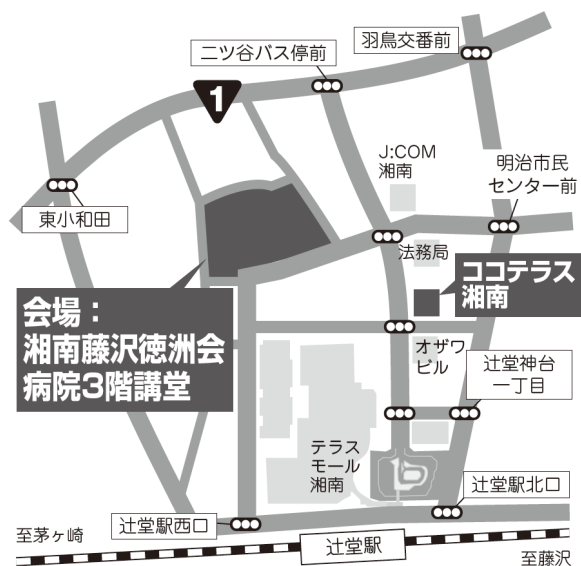 羽鳥交番前
二ツ谷バス停前
1
J:COM
湘南
明治市民
センター前
東小和田
法務局
ココテラス
湘南
会場：
湘南藤沢徳洲会
病院3階講堂
オザワ
ビル
辻堂神台
一丁目
テラス
モール
湘南
辻堂駅北口
辻堂駅西口
至茅ヶ崎
辻堂駅
至藤沢